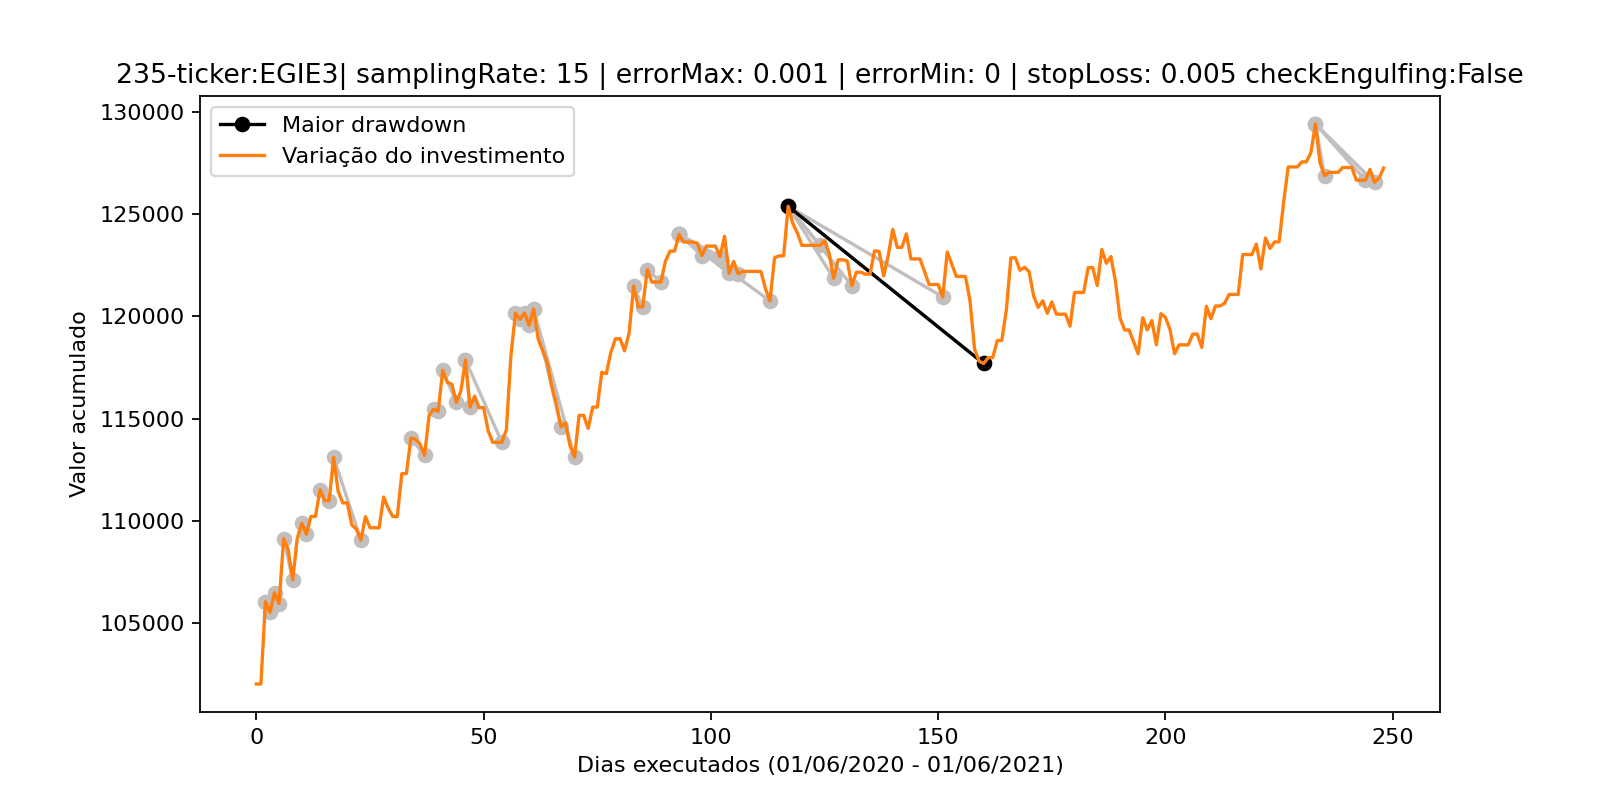 235-ticker:EGIE3| samplingRate: 15 | errorMax: 0.001 | errorMin: 0 | stopLoss: 0.005 checkEngulfing:False
Maior drawdown
Variação do investimento
Valor acumulado
130000
125000
120000
115000
110000
105000
0 50 100 150 200 250
Dias executados (01/06/2020 - 01/06/2021)